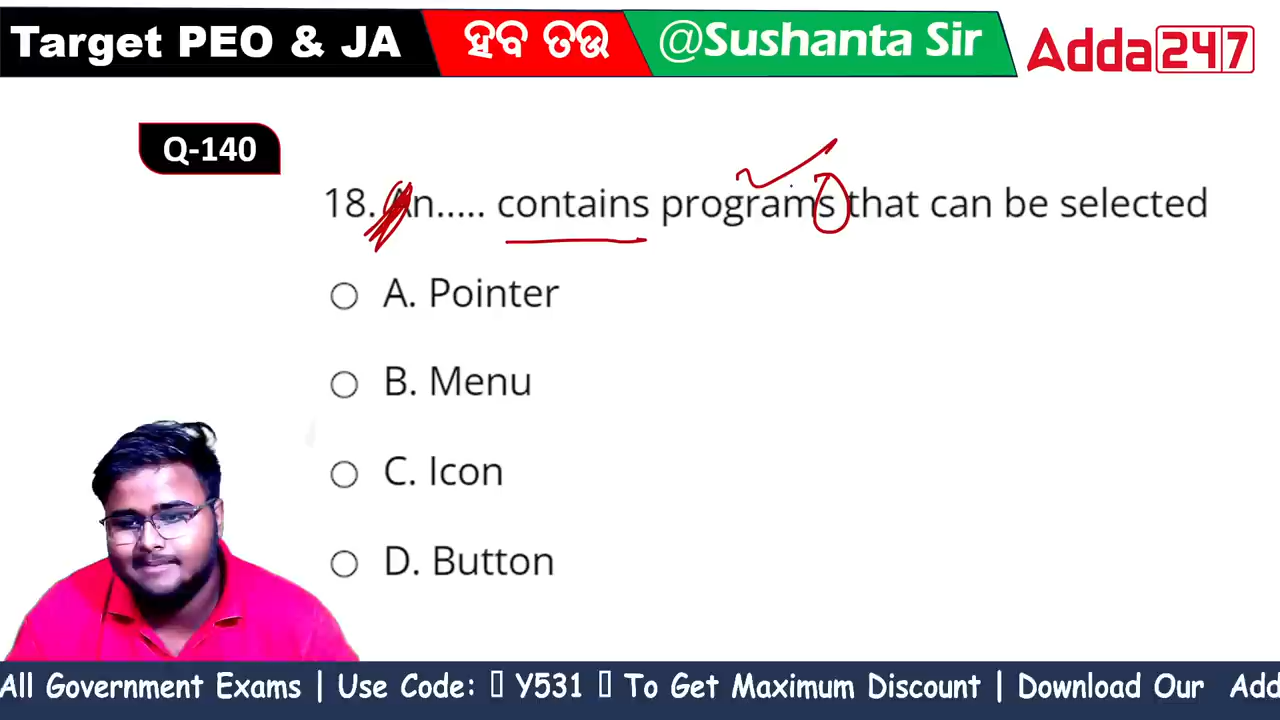 Target PEO & JA ହବ ତଉ @Sushanta Sir Adda247
Q-140
18. An..... contains programs that can be selected
A. Pointer
B. Menu
C. Icon
D. Button
All Government Exams | Use Code: Y531 To Get Maximum Discount | Download Our Add